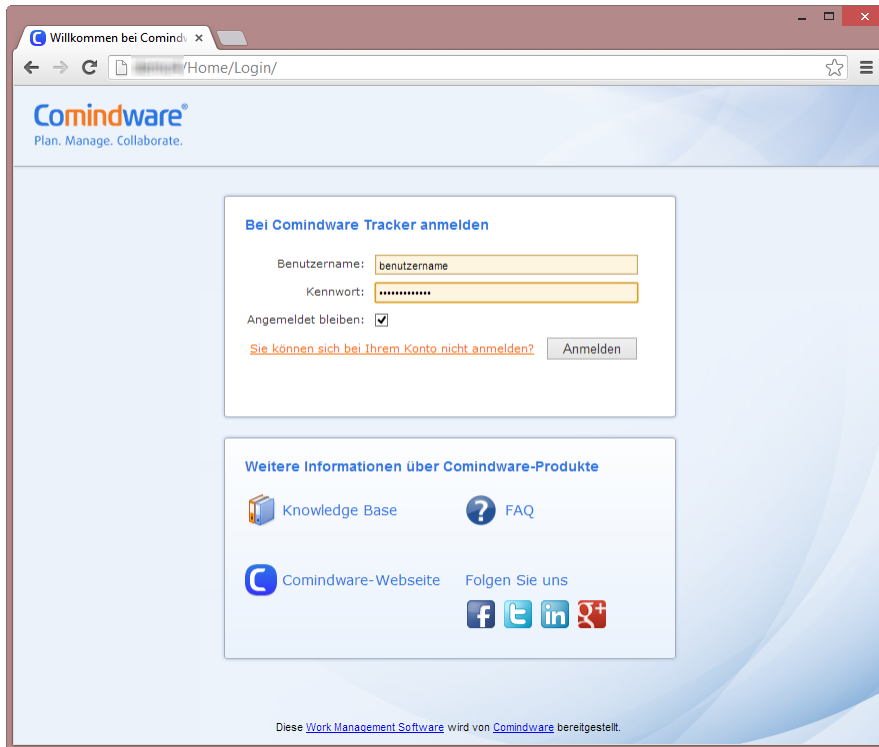 Willkommen bei Comindw
/Home/Login/
Comindware®
Plan. Manage. Collaborate.
Bei Comindware Tracker anmelden
Benutzername: benutzername
Kennwort: •••••••••••••
Angemeldet bleiben:
Sie können sich bei Ihrem Konto nicht anmelden? Anmelden
Weitere Informationen über Comindware-Produkte
Knowledge Base ? FAQ
Comindware-Webseite Folgen Sie uns
Diese Work Management Software wird von Comindware bereitgestellt.